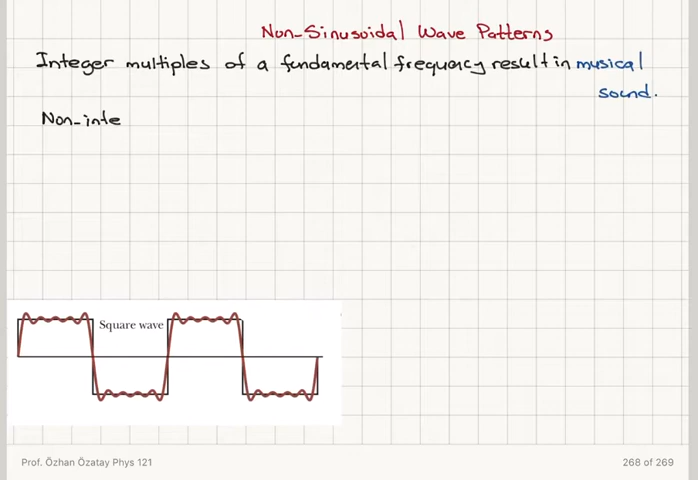 Non-Sinusoidal Wave Patterns
Integer multiples of a fundamental frequency result in musical
sound.
Non-inte
Square wave
Prof. Özhan Özatay Phys 121
268 of 269